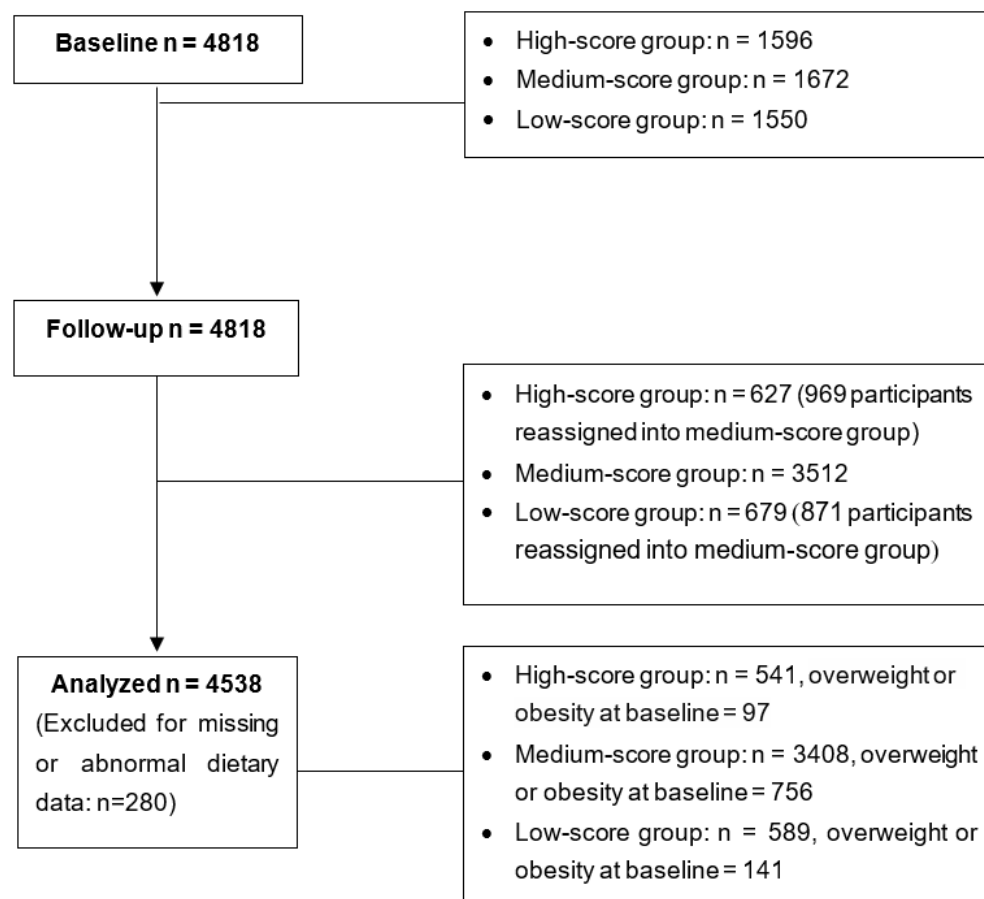 Baseline n = 4818
• High-score group: n = 1596
• Medium-score group: n = 1672
• Low-score group: n = 1550
Follow-up n = 4818
• High-score group: n = 627 (969 participants
reassigned into medium-score group)
• Medium-score group: n = 3512
• Low-score group: n = 679 (871 participants
reassigned into medium-score group)
Analyzed n = 4538
(Excluded for missing
or abnormal dietary
data: n=280)
• High-score group: n = 541, overweight or
obesity at baseline = 97
• Medium-score group: n = 3408, overweight
or obesity at baseline = 756
• Low-score group: n = 589, overweight or
obesity at baseline = 141